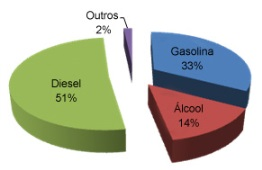 Outros
2%
Gasolina
33%
Diesel
51%
Álcool
14%